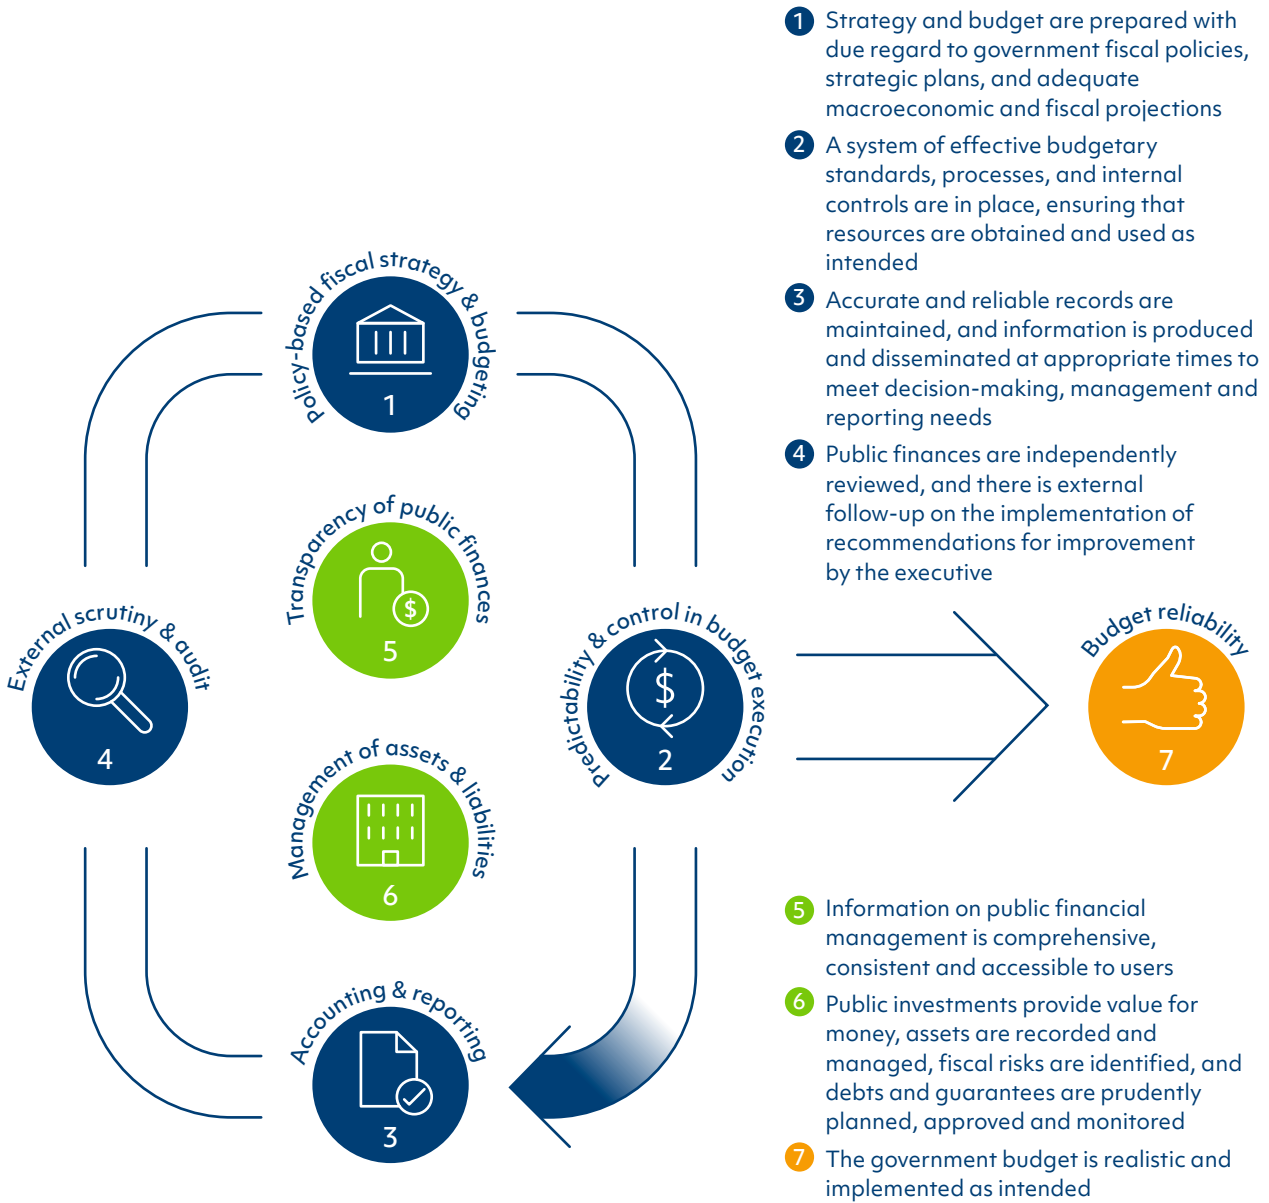 1 Strategy and budget are prepared with
due regard to government fiscal policies,
strategic plans, and adequate
macroeconomic and fiscal projections
2 A system of effective budgetary
standards, processes, and internal
controls are in place, ensuring that
resources are obtained and used as
intended
3 Accurate and reliable records are
maintained, and information is produced
and disseminated at appropriate times to
meet decision-making, management and
reporting needs
4 Public finances are independently
reviewed, and there is external
follow-up on the implementation of
recommendations for improvement
by the executive
Policy-based fiscal strategy & budgeting
1
Transparency of public finances
$
5
External scrutiny & audit
4
Predictability & control in budget execution
$
2
Budget reliability
7
Management of assets & liabilities
6
Accounting & reporting
3
5 Information on public financial
management is comprehensive,
consistent and accessible to users
6 Public investments provide value for
money, assets are recorded and
managed, fiscal risks are identified, and
debts and guarantees are prudently
planned, approved and monitored
7 The government budget is realistic and
implemented as intended